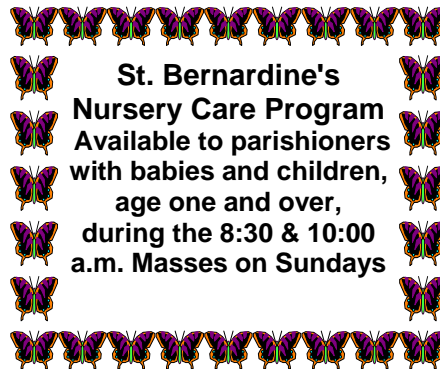 St. Bernardine's
Nursery Care Program
Available to parishioners
with babies and children,
age one and over,
during the 8:30 & 10:00
a.m. Masses on Sundays